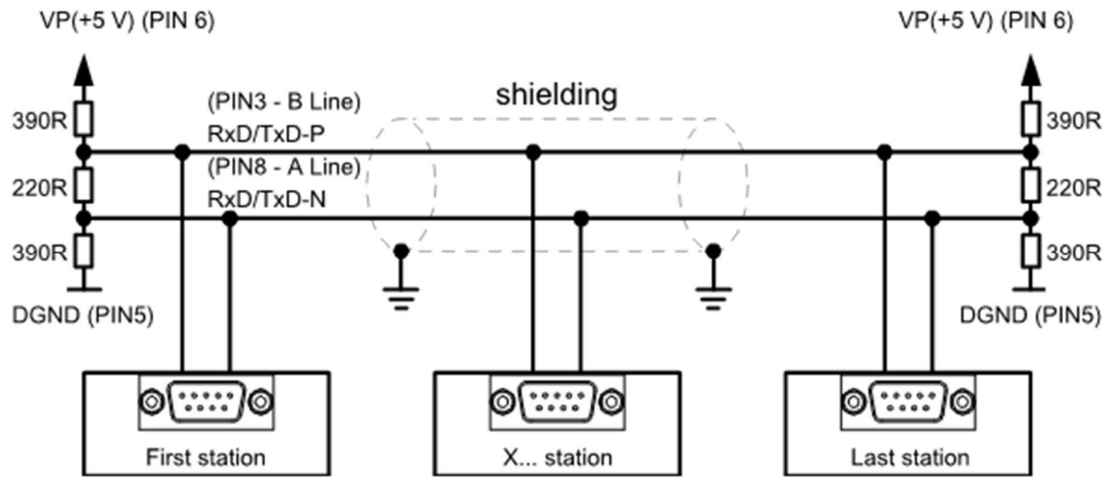 VP(+5 V) (PIN 6)
VP(+5 V) (PIN 6)
390R
(PIN3 - B Line)
RxD/TxD-P
shielding
390R
220R
(PIN8 - A Line)
RxD/TxD-N
220R
390R
390R
DGND (PIN5)
DGND (PIN5)
First station
X... station
Last station